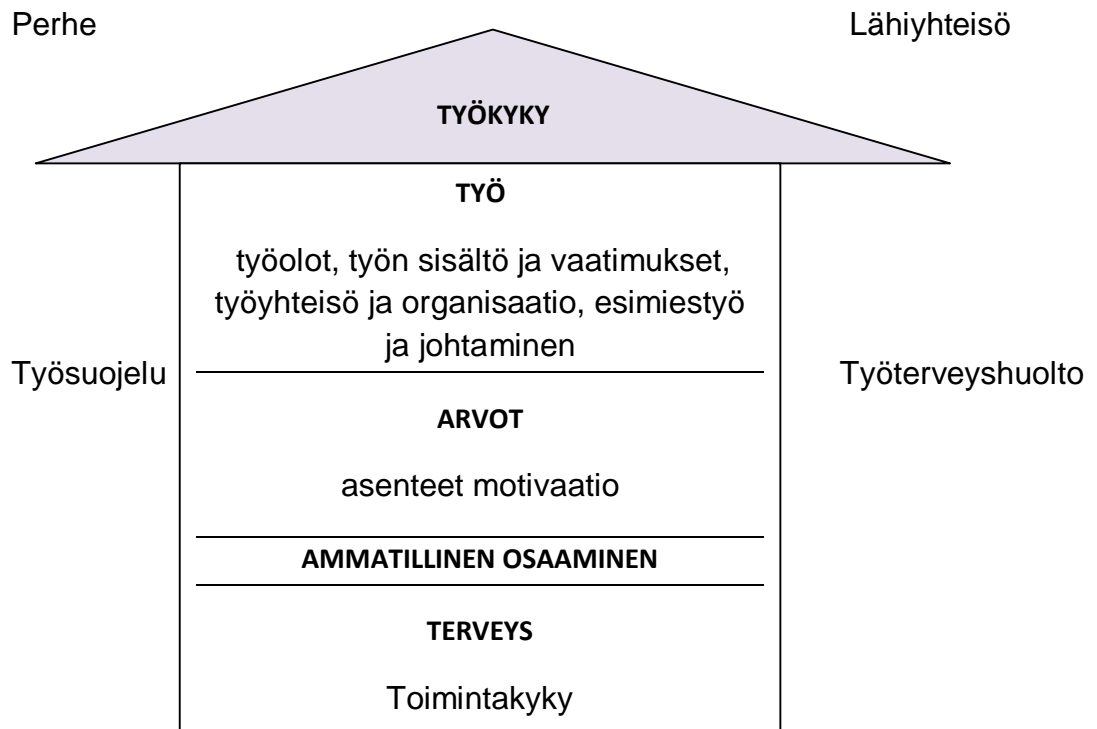 Perhe
Lähiyhteisö
TYÖKYKY
TYÖ
työolot, työn sisältö ja vaatimukset,
työyhteisö ja organisaatio, esimiestyö
ja johtaminen
Työsuojelu
Työterveyshuolto
ARVOT
asenteet motivaatio
AMMATILLINEN OSAAMINEN
TERVEYS
Toimintakyky